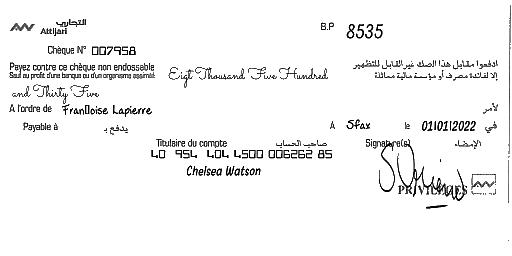 التجاري
Attijari
B.P 8535
Chèque N° 007958
Payez contre ce chèque non endossable
Sauf au profit d'une banque ou d'un organisme assimilé
Eigt Thousand Five Hundred
ادفعوا مقابل هذا الصك غير القابل للتظهير
إلا لفائدة مصرف أو مؤسسة مالية مماثلة
and Thirty Five
A l'ordre de Fran□oise Lapierre
لأمر
Payable à يدفع بـ
A Sfax le 01/01/2022 في
Titulaire du compte صاحب الحساب
Signature(s) الإمضاء
40 954 404 4500 006262 85
Chelsea Watson
PRIVILEGES